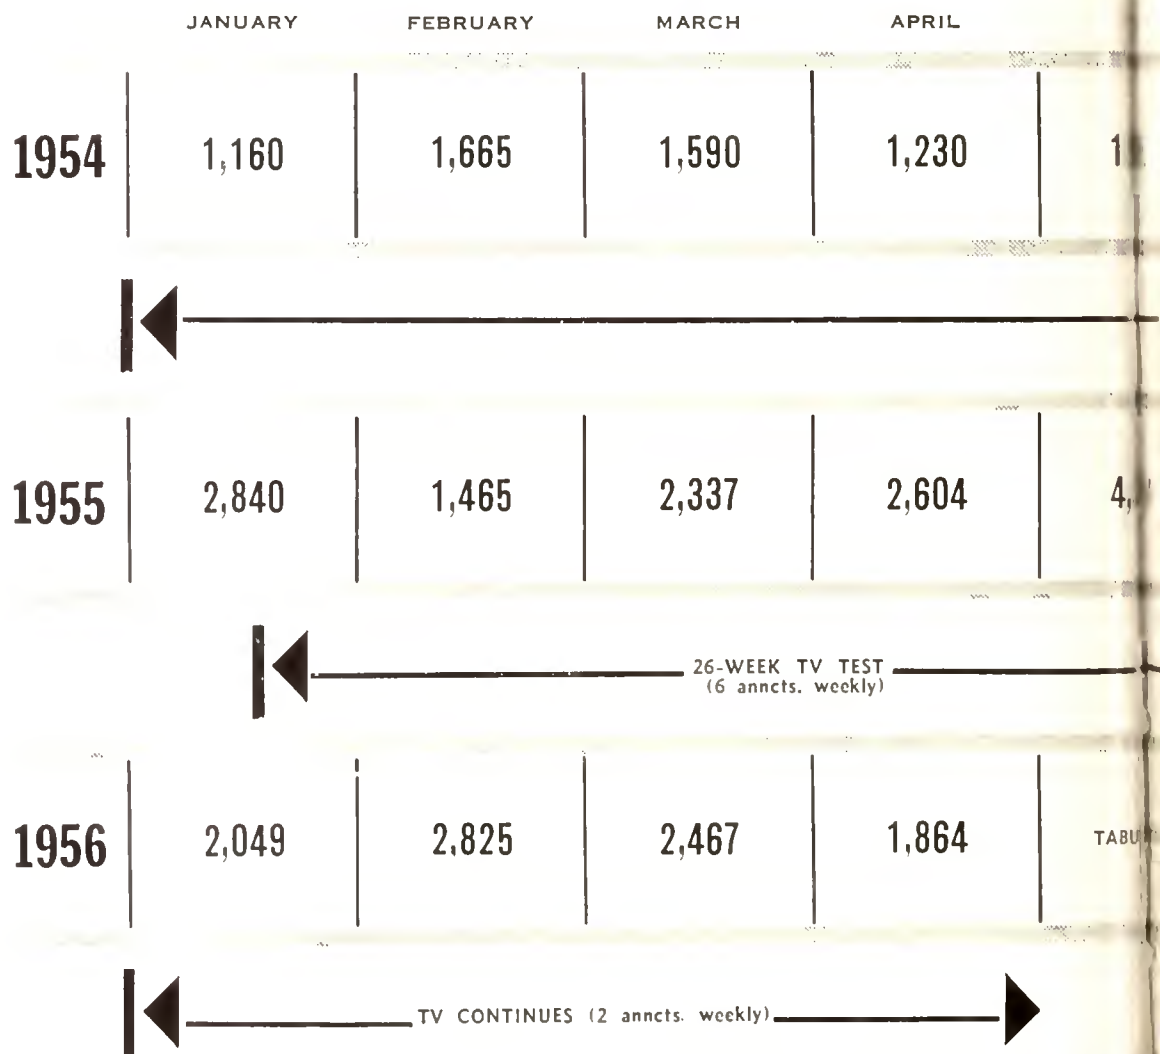 JANUARY FEBRUARY MARCH APRIL
1954 1,160 1,665 1,590 1,230
1955 2,840 1,465 2,337 2,604
26-WEEK TV TEST
(6 anncts. weekly)
1956 2,049 2,825 2,467 1,864
TV CONTINUES (2 anncts. weekly)